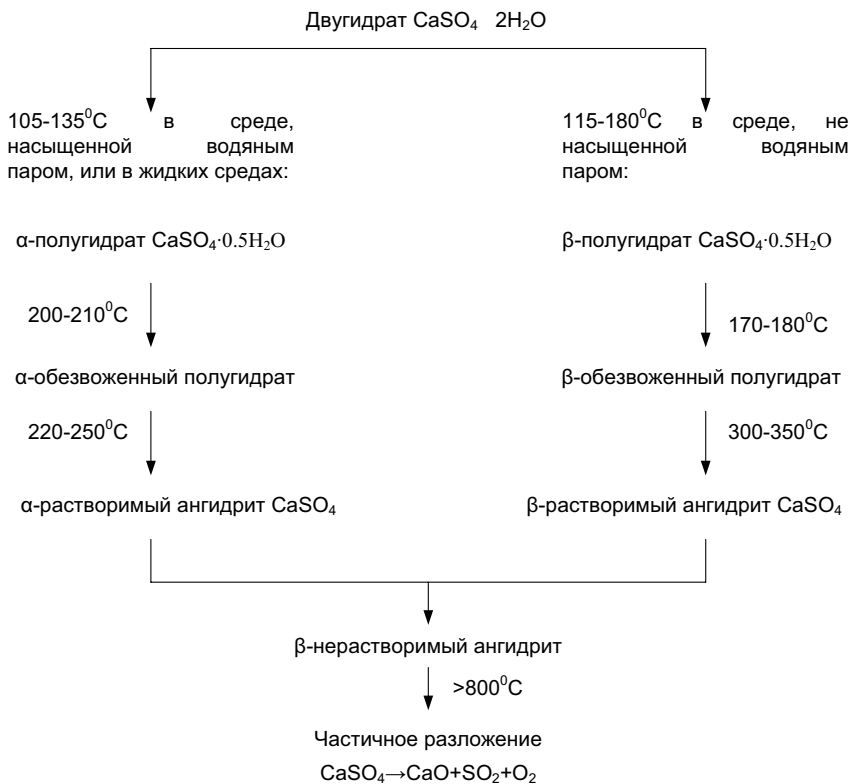 Двугидрат CaSO₄ 2H₂O
105-135⁰C в среде,
насыщенной водяным
паром, или в жидких средах:
115-180⁰C в среде, не
насыщенной водяным
паром:
α-полугидрат CaSO₄·0.5H₂O
β-полугидрат CaSO₄·0.5H₂O
200-210⁰C
170-180⁰C
α-обезвоженный полугидрат
β-обезвоженный полугидрат
220-250⁰C
300-350⁰C
α-растворимый ангидрит CaSO₄
β-растворимый ангидрит CaSO₄
β-нерастворимый ангидрит
>800⁰C
Частичное разложение
CaSO₄→CaO+SO₂+O₂